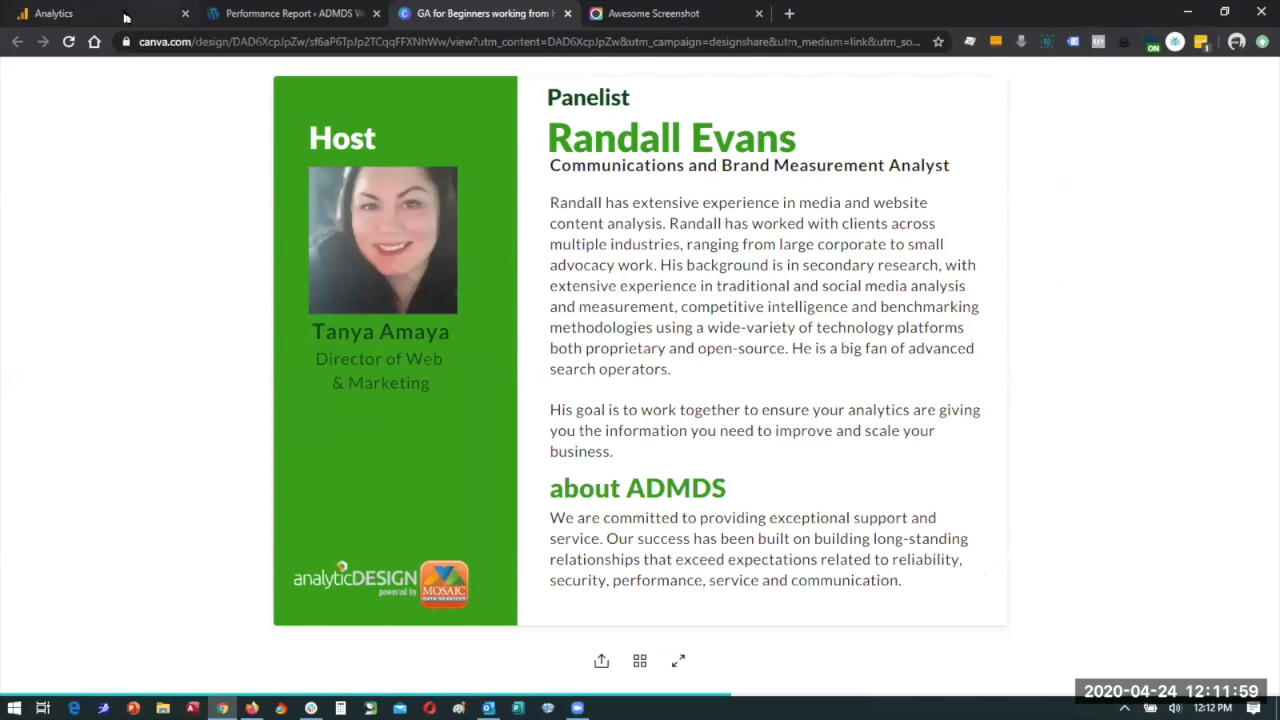 Analytics
Performance Report ‹ ADMDS W
GA for Beginners working from H
Awesome Screenshot
canva.com/design/DAD6XcpJpZw/sf6aP6TpJp2TCqqFFXNhWw/view?utm_content=DAD6XcpJpZw&utm_campaign=designshare&utm_medium=link&utm_so...
ON
Host
Tanya Amaya
Director of Web
& Marketing
analyticDESIGN
powered by
MOSAIC
DATA SERVICES
Panelist
Randall Evans
Communications and Brand Measurement Analyst
Randall has extensive experience in media and website
content analysis. Randall has worked with clients across
multiple industries, ranging from large corporate to small
advocacy work. His background is in secondary research, with
extensive experience in traditional and social media analysis
and measurement, competitive intelligence and benchmarking
methodologies using a wide-variety of technology platforms
both proprietary and open-source. He is a big fan of advanced
search operators.
His goal is to work together to ensure your analytics are giving
you the information you need to improve and scale your
business.
about ADMDS
We are committed to providing exceptional support and
service. Our success has been built on building long-standing
relationships that exceed expectations related to reliability,
security, performance, service and communication.
2020-04-24 12:11:59
12:12 PM